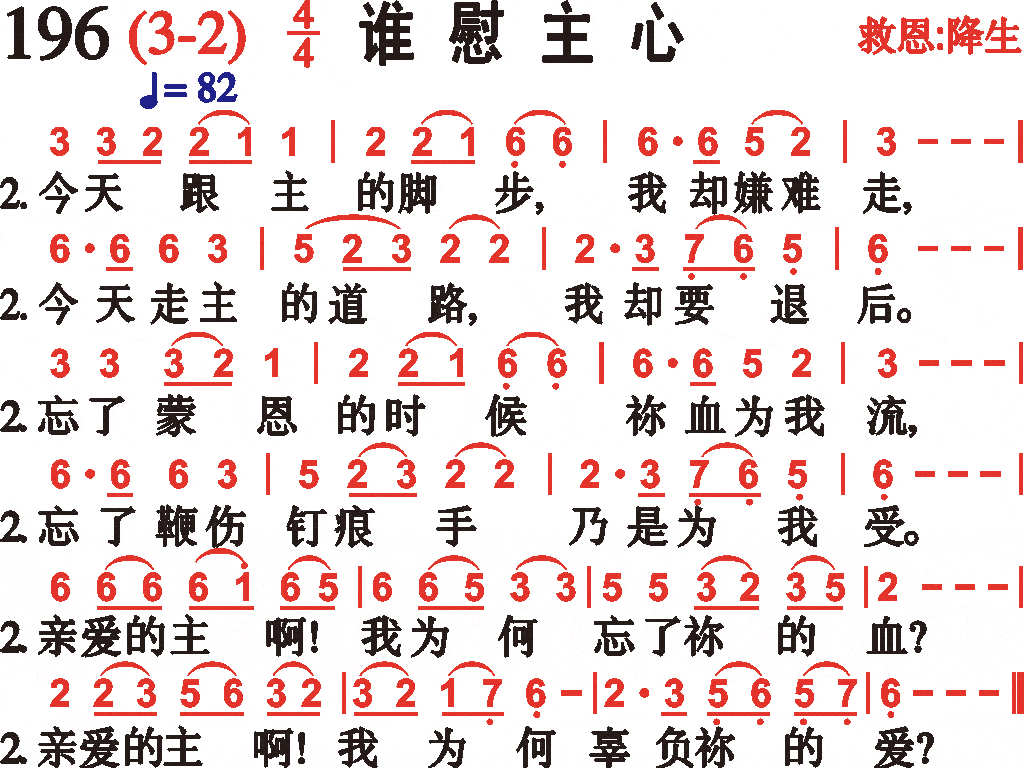 196 (3-2) 4/4 谁慰主心 救恩:降生
♩= 82
3 3 2 2 1 1 | 2 2 1 6 6 | 6 • 6 5 2 | 3 - - - |
2. 今天 跟 主 的脚 步, 我 却嫌难 走,
6 • 6 6 3 | 5 2 3 2 2 | 2 • 3 7 6 5 | 6 - - - |
2. 今 天 走 主 的道 路, 我 却要 退 后。
3 3 3 2 1 | 2 2 1 6 6 | 6 • 6 5 2 | 3 - - - |
2. 忘了 蒙 恩 的时 候 祢 血为我 流,
6 • 6 6 3 | 5 2 3 2 2 | 2 • 3 7 6 5 | 6 - - - |
2. 忘 了 鞭伤 钉痕 手 乃 是为 我 受。
6 6 6 6 i 6 5 | 6 6 5 3 3 | 5 5 3 2 3 5 | 2 - - - |
2. 亲爱的主 啊! 我为 何 忘了祢 的 血?
2 2 3 5 6 3 2 | 3 2 1 7 6 - | 2 • 3 5 6 5 7 | 6 - - - ‖
2. 亲爱的主 啊! 我 为 何 辜 负祢 的 爱?